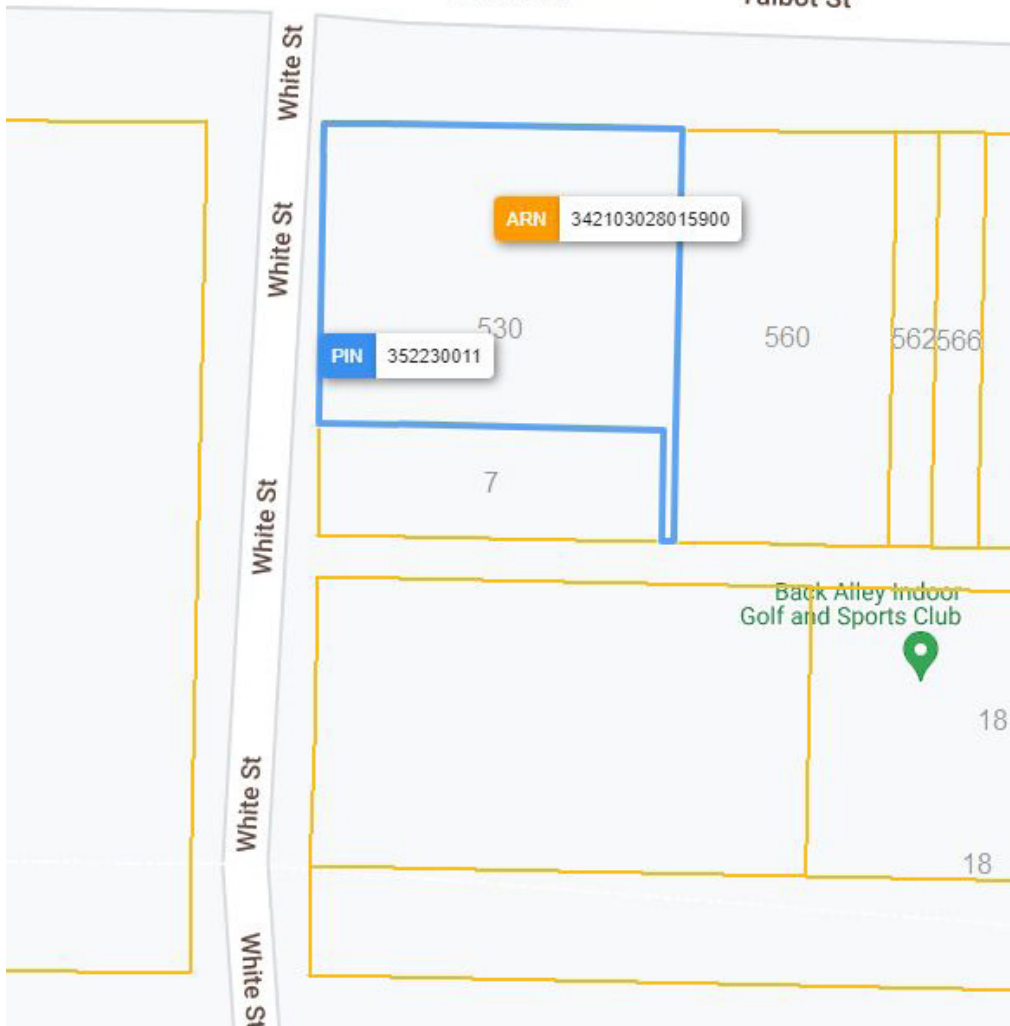 Talbot St
White St
White St
ARN 342103028015900
530
560
562
566
PIN 352230011
7
White St
Back Alley Indoor
Golf and Sports Club
18
White St
18
White St